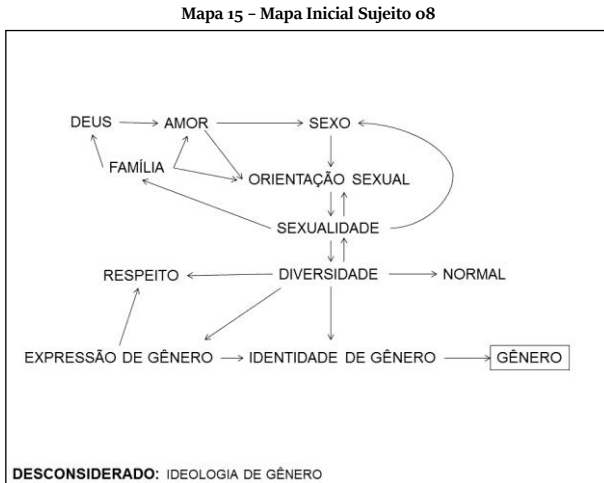 Mapa 15 – Mapa Inicial Sujeito 08
DEUS AMOR SEXO
FAMÍLIA
ORIENTAÇÃO SEXUAL
SEXUALIDADE
RESPEITO DIVERSIDADE NORMAL
EXPRESSÃO DE GÊNERO IDENTIDADE DE GÊNERO GÊNERO
DESCONSIDERADO: IDEOLOGIA DE GÊNERO